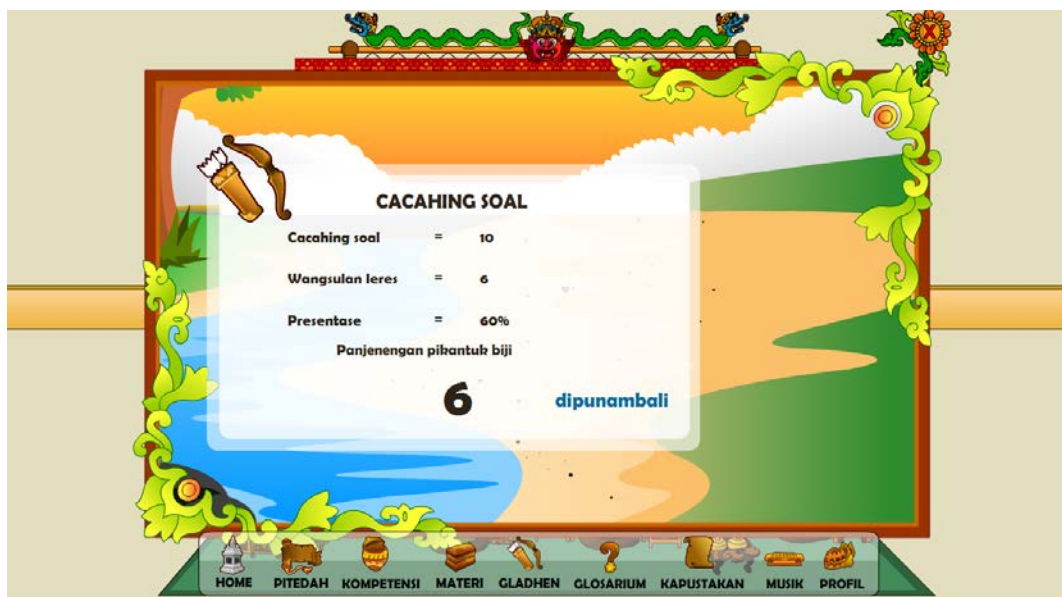 X
CACAHING SOAL
Cacahing soal = 10
Wangsulan leres = 6
Presentase = 60%
Panjenengan pikantuk biji
6 dipunambali
HOME PITEDAH KOMPETENSI MATERI GLADHEN GLOSARIUM KAPUSTAKAN MUSIK PROFIL